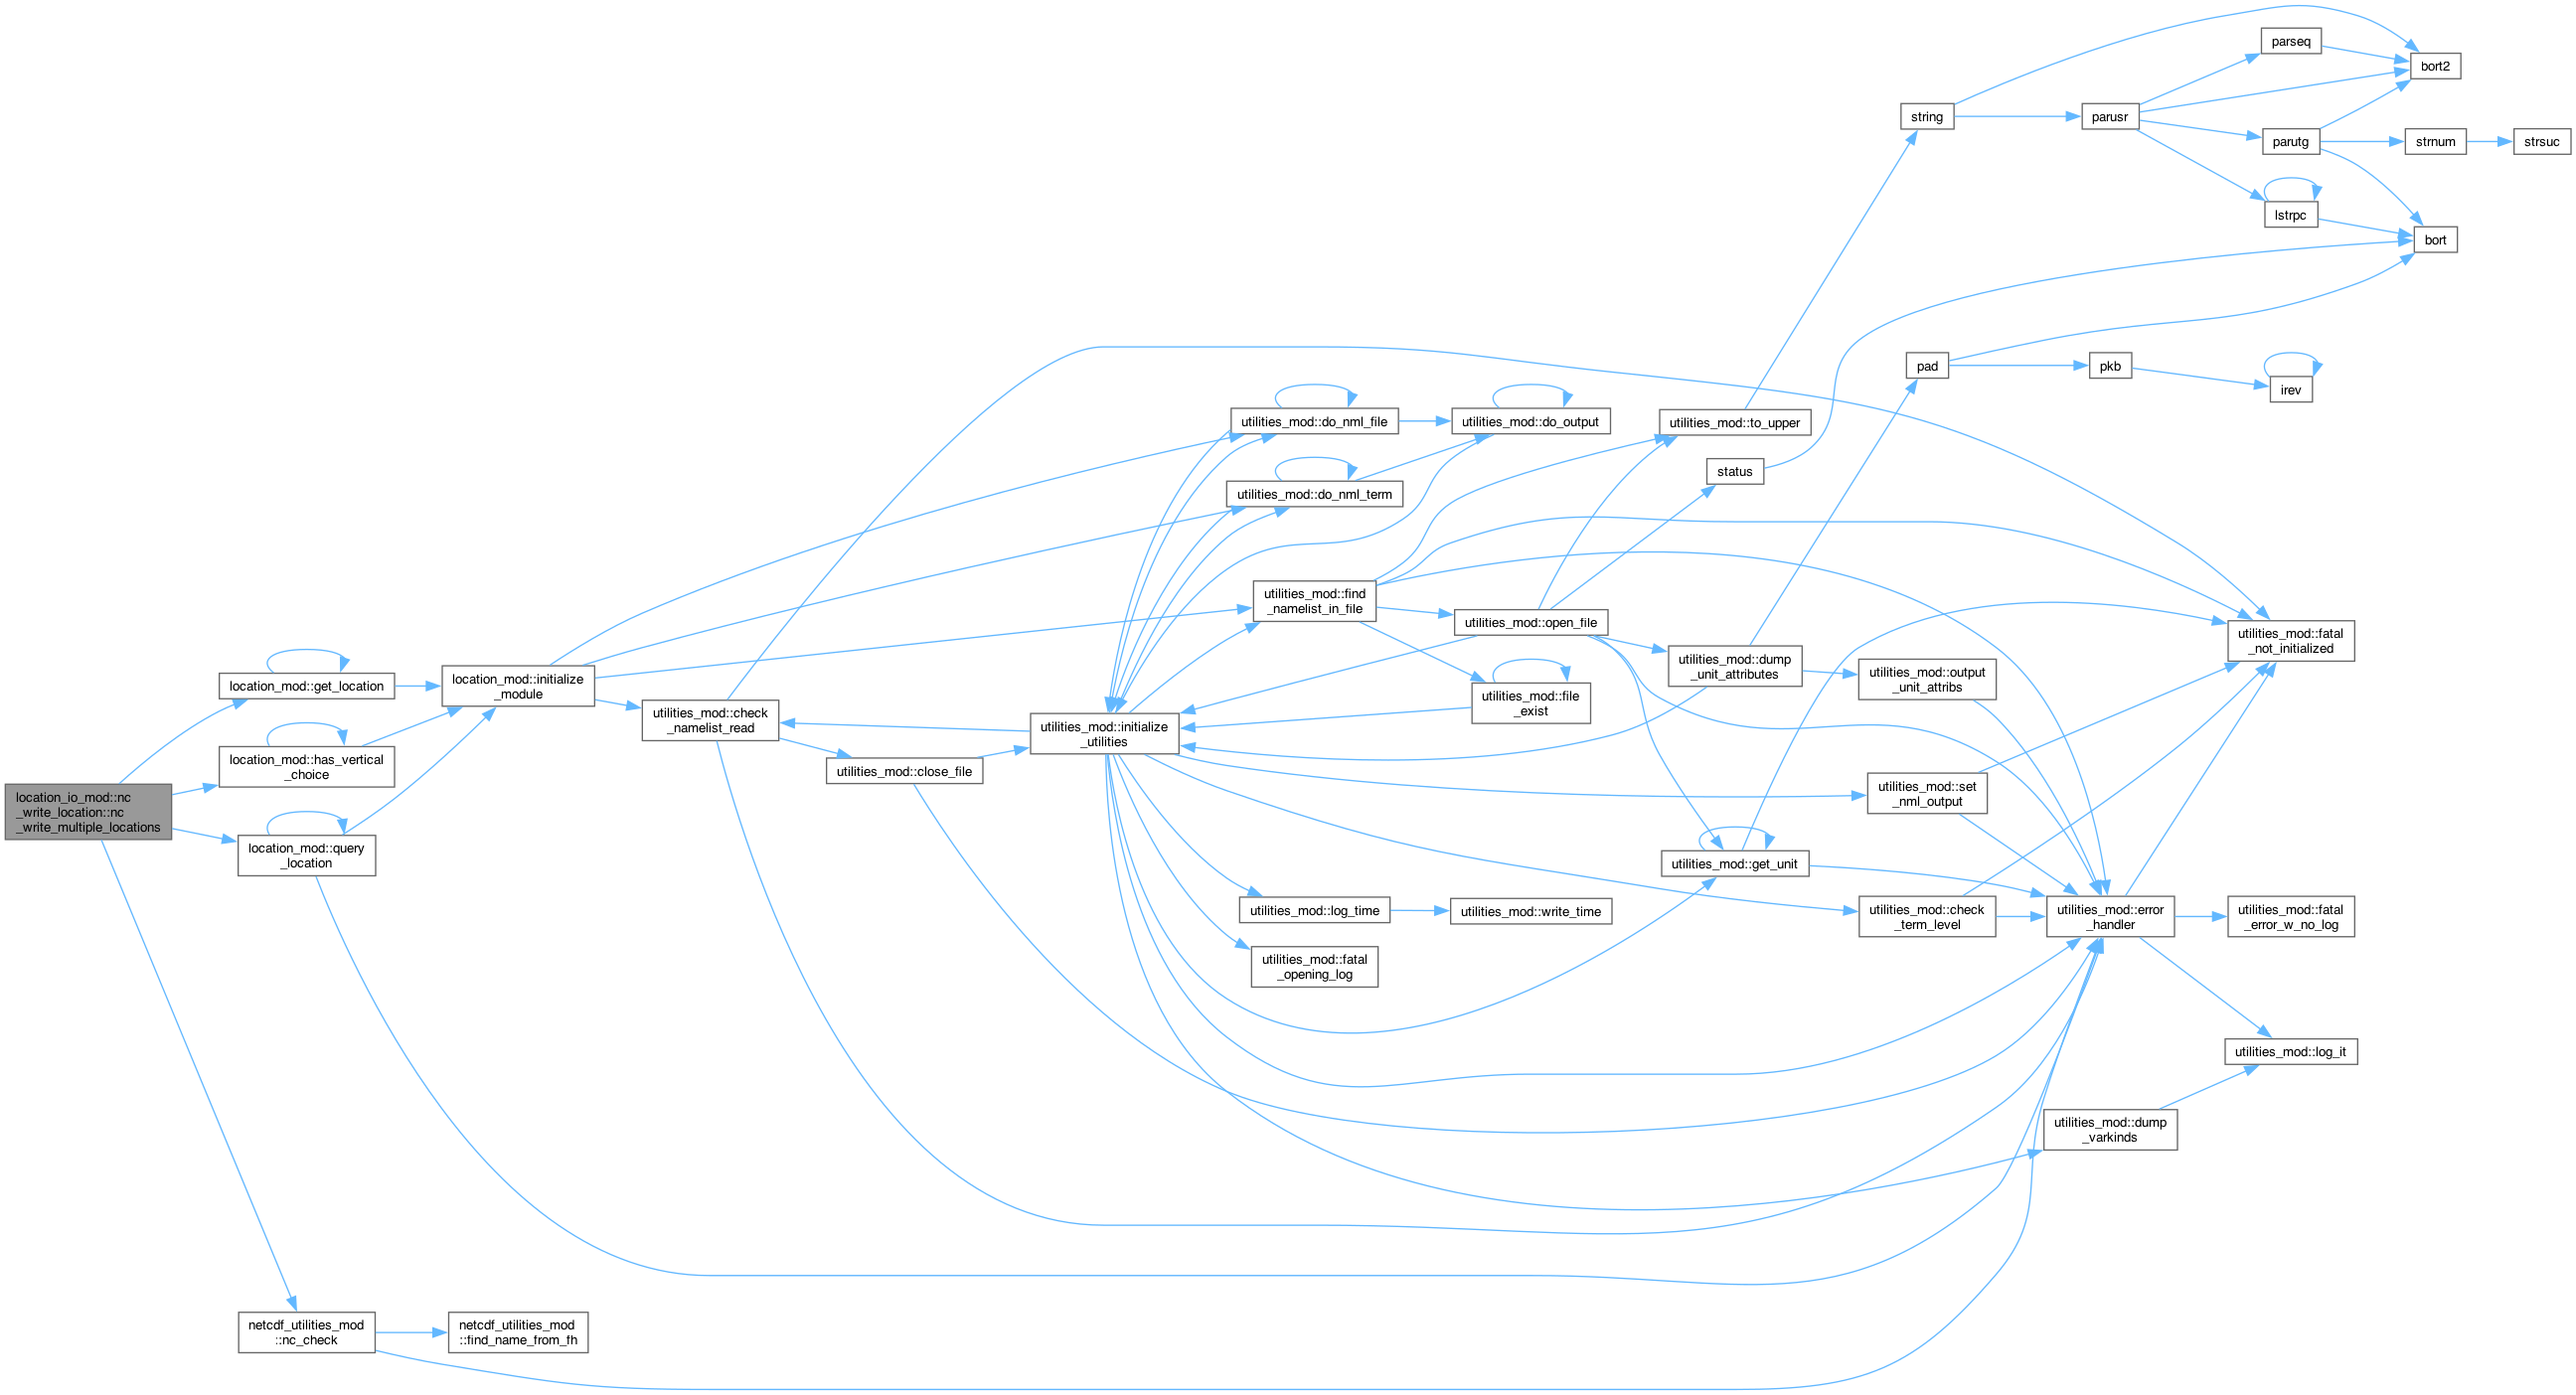 location_io_mod::nc
_write_location::nc
_write_multiple_locations
location_mod::get_location
location_mod::has_vertical
_choice
location_mod::query
_location
netcdf_utilities_mod
::nc_check
location_mod::initialize
_module
netcdf_utilities_mod
::find_name_from_fh
utilities_mod::check
_namelist_read
utilities_mod::close_file
utilities_mod::initialize
_utilities
utilities_mod::do_nml_file
utilities_mod::do_nml_term
utilities_mod::find
_namelist_in_file
utilities_mod::log_time
utilities_mod::fatal
_opening_log
utilities_mod::do_output
utilities_mod::open_file
utilities_mod::file
_exist
utilities_mod::write_time
utilities_mod::to_upper
status
utilities_mod::dump
_unit_attributes
utilities_mod::get_unit
string
pad
utilities_mod::output
_unit_attribs
utilities_mod::set
_nml_output
utilities_mod::check
_term_level
parusr
pkb
utilities_mod::error
_handler
utilities_mod::dump
_varkinds
parseq
parutg
lstrpc
irev
utilities_mod::fatal
_not_initialized
utilities_mod::fatal
_error_w_no_log
utilities_mod::log_it
bort2
strnum
bort
strsuc